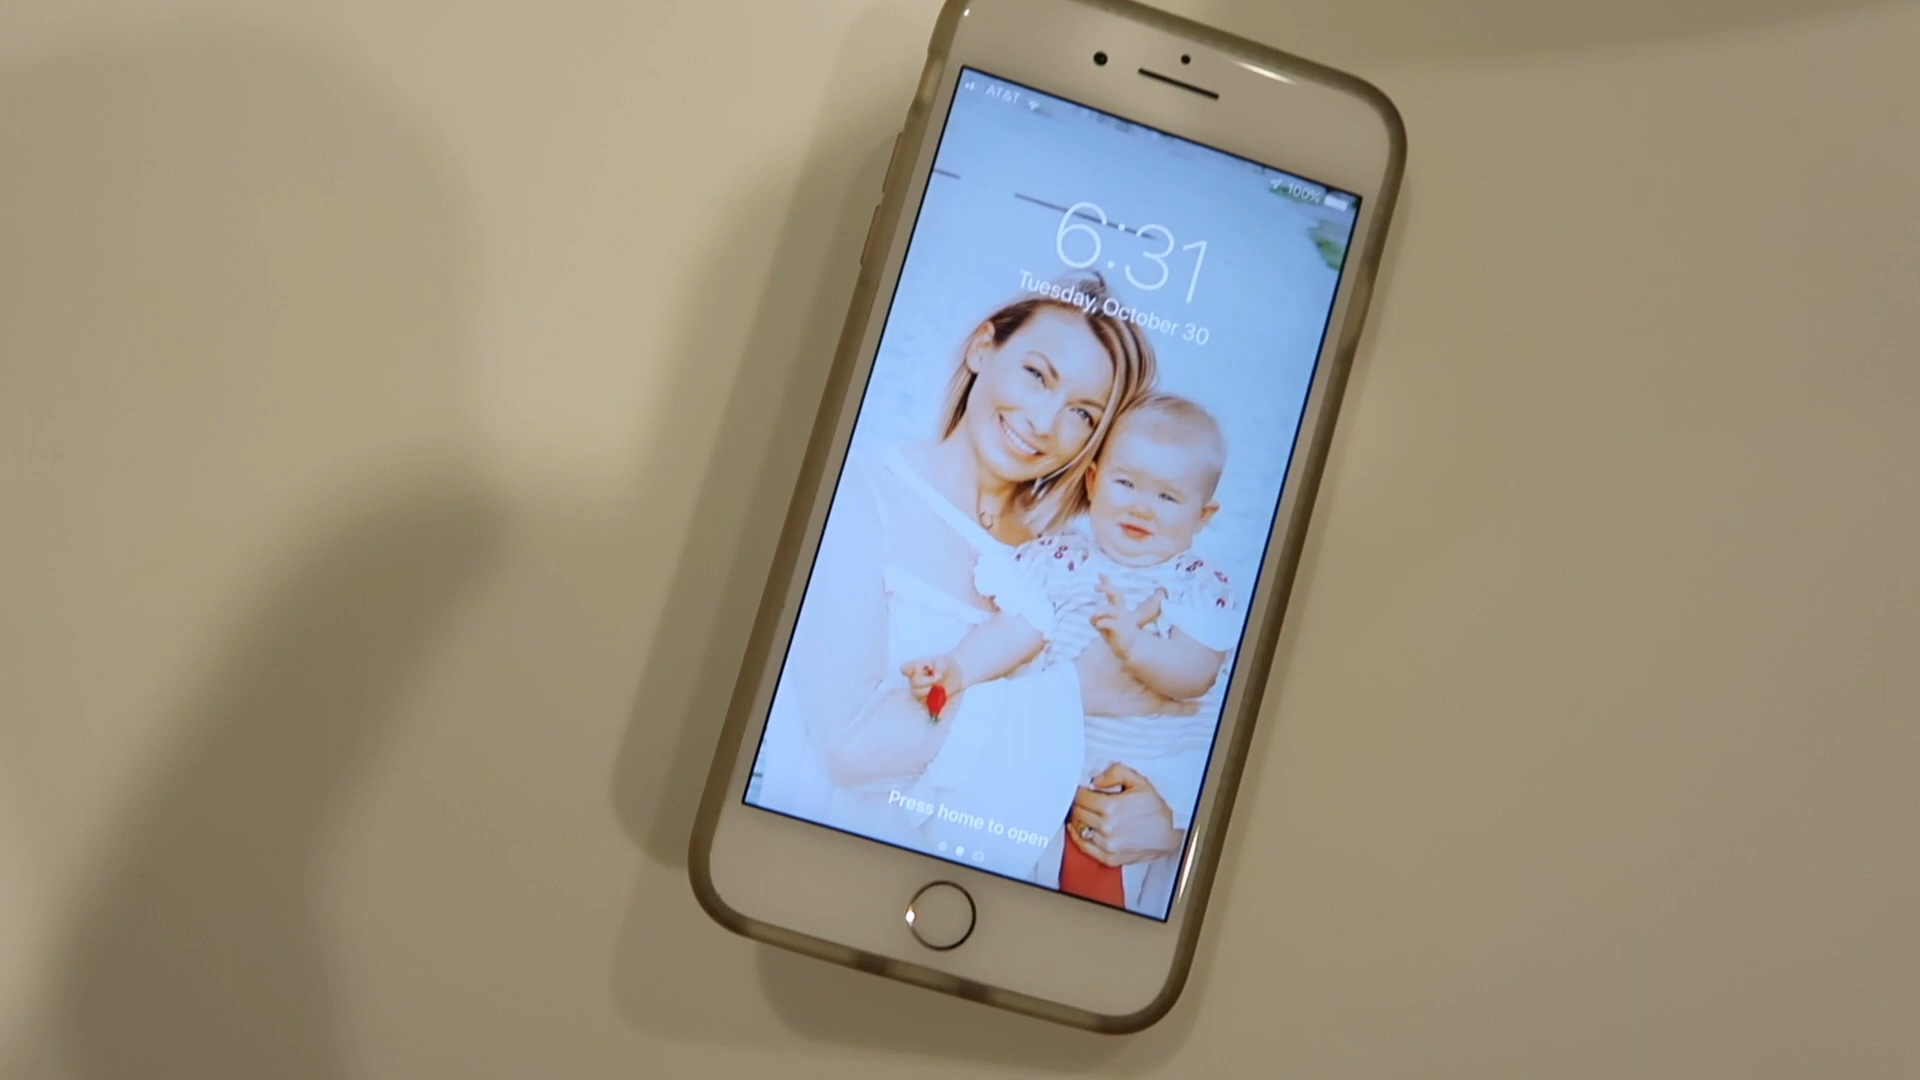 AT&T
100%
6:31
Tuesday, October 30
Press home to open